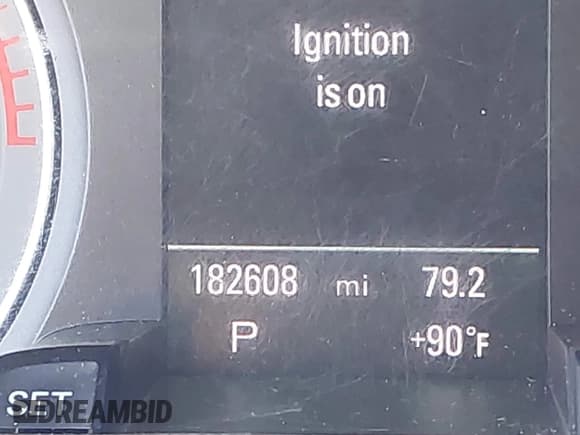 Ignition
is on
182608 mi 79.2
P +90°F
SET
DREAMBID